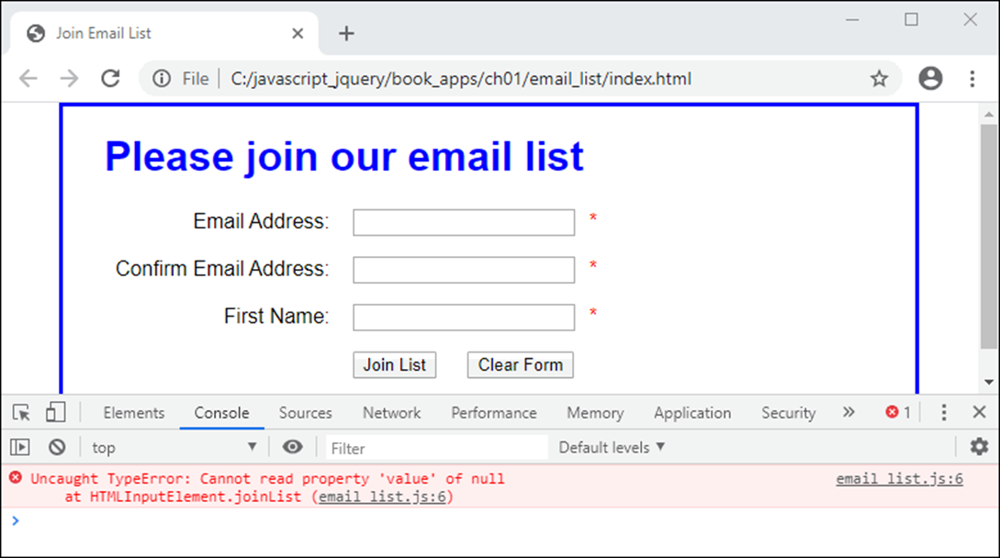 Join Email List
File C:/javascript_jquery/book_apps/ch01/email_list/index.html
Please join our email list
Email Address: *
Confirm Email Address: *
First Name: *
Join List Clear Form
Elements Console Sources Network Performance Memory Application Security » 1
top Filter Default levels ▼
Uncaught TypeError: Cannot read property 'value' of null email_list.js:6
at HTMLInputElement.joinList (email_list.js:6)
>